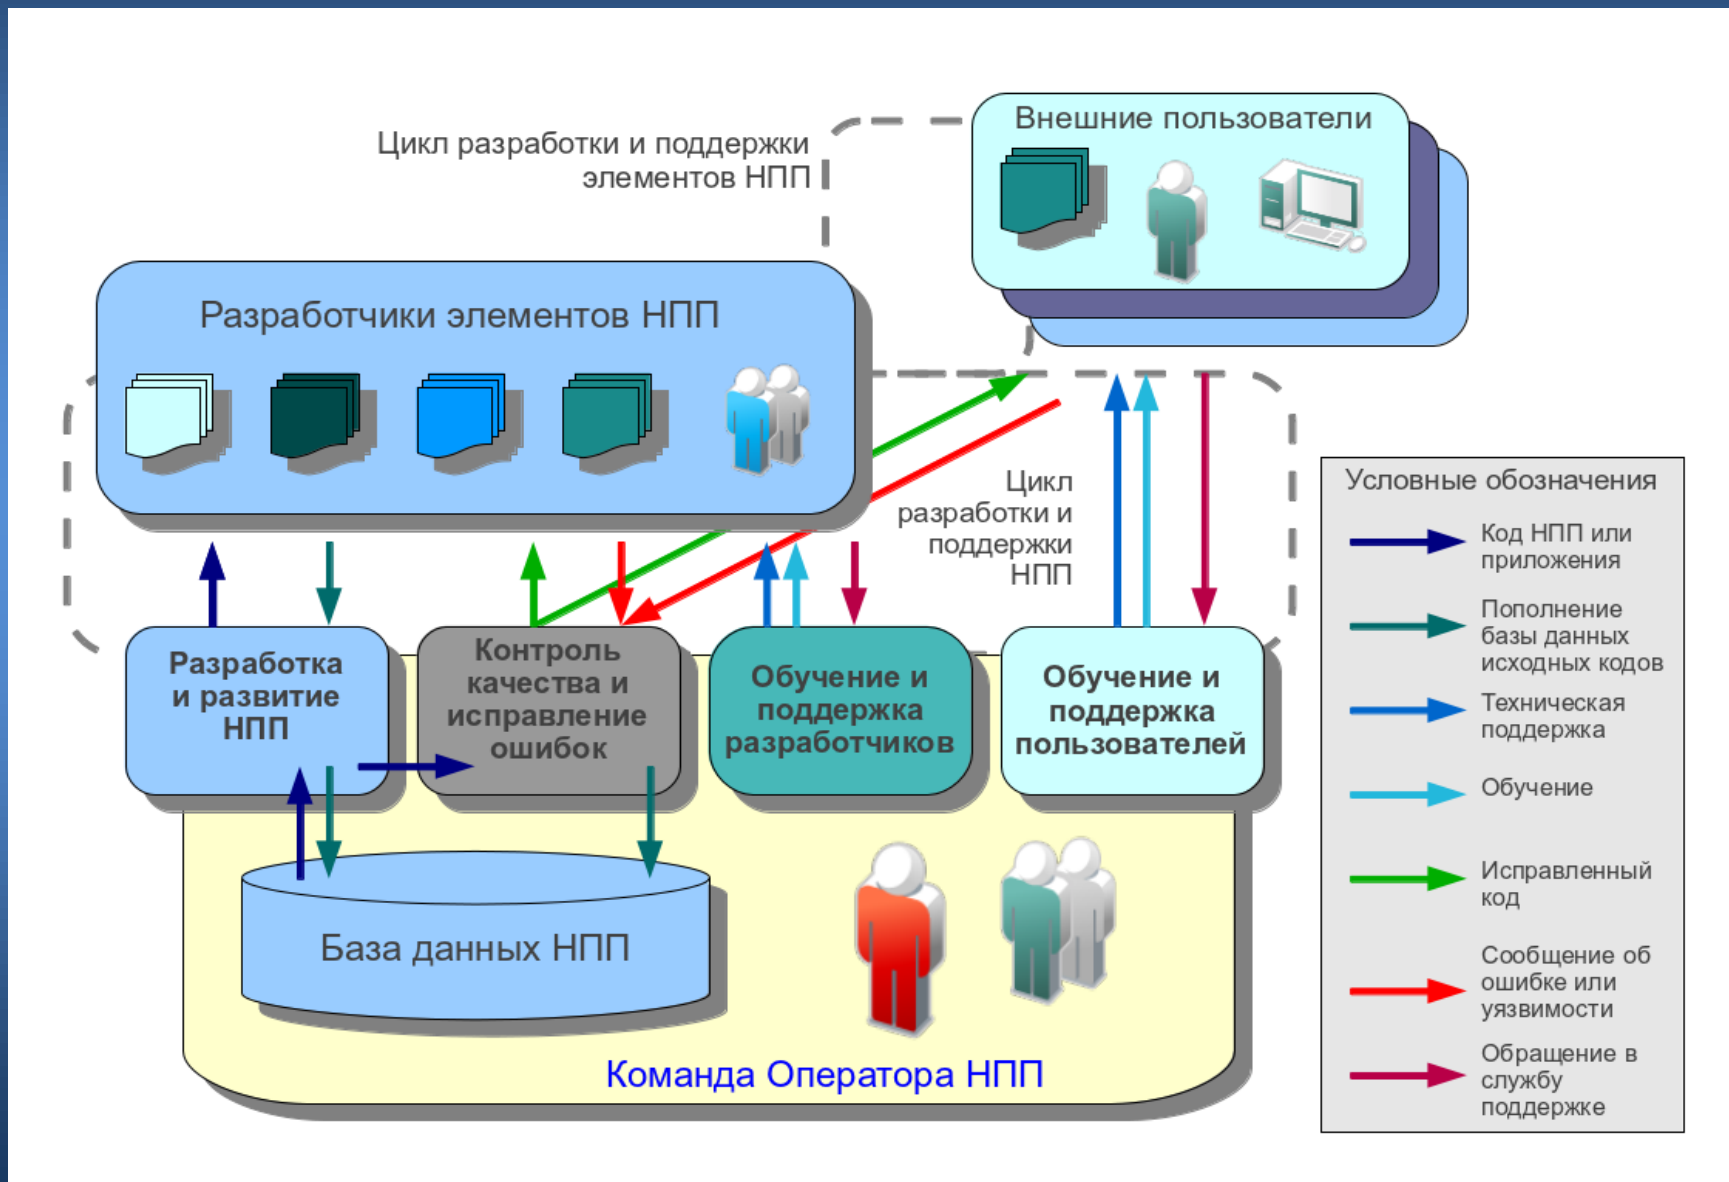 Внешние пользователи
Цикл разработки и поддержки
элементов НПП
Разработчики элементов НПП
Цикл
разработки и
поддержки
НПП
Разработка
и развитие
НПП
Контроль
качества и
исправление
ошибок
Обучение и
поддержка
разработчиков
Обучение и
поддержка
пользователей
База данных НПП
Команда Оператора НПП
Условные обозначения
Код НПП или
приложения
Пополнение
базы данных
исходных кодов
Техническая
поддержка
Обучение
Исправленный
код
Сообщение об
ошибке или
уязвимости
Обращение в
службу
поддержке